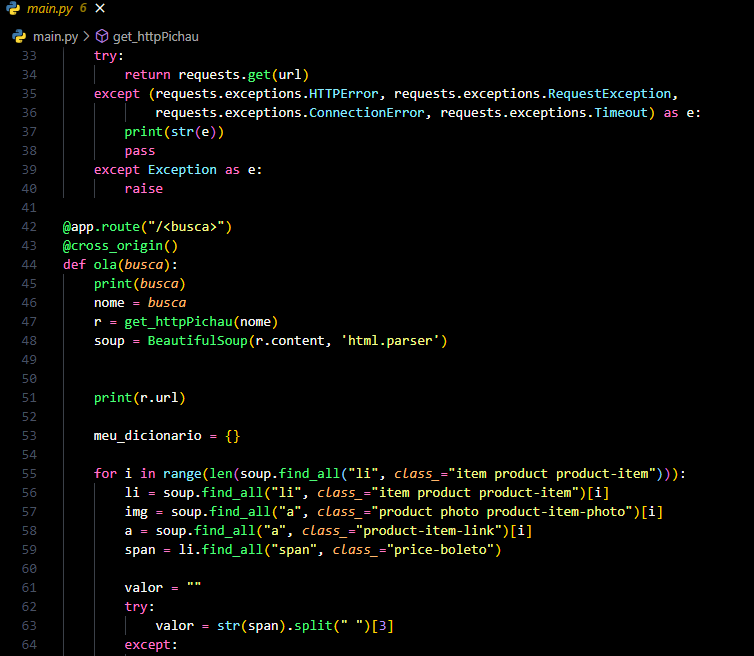 main.py 6 ✕
main.py > get_httpPichau
33     try:
34         return requests.get(url)
35     except (requests.exceptions.HTTPError, requests.exceptions.RequestException,
36             requests.exceptions.ConnectionError, requests.exceptions.Timeout) as e:
37         print(str(e))
38         pass
39     except Exception as e:
40         raise
41
42 @app.route("/<busca>")
43 @cross_origin()
44 def ola(busca):
45     print(busca)
46     nome = busca
47     r = get_httpPichau(nome)
48     soup = BeautifulSoup(r.content, 'html.parser')
49
50
51     print(r.url)
52
53     meu_dicionario = {}
54
55     for i in range(len(soup.find_all("li", class_="item product product-item"))):
56         li = soup.find_all("li", class_="item product product-item")[i]
57         img = soup.find_all("a", class_="product photo product-item-photo")[i]
58         a = soup.find_all("a", class_="product-item-link")[i]
59         span = li.find_all("span", class_="price-boleto")
60
61         valor = ""
62         try:
63             valor = str(span).split(" ")[3]
64         except: